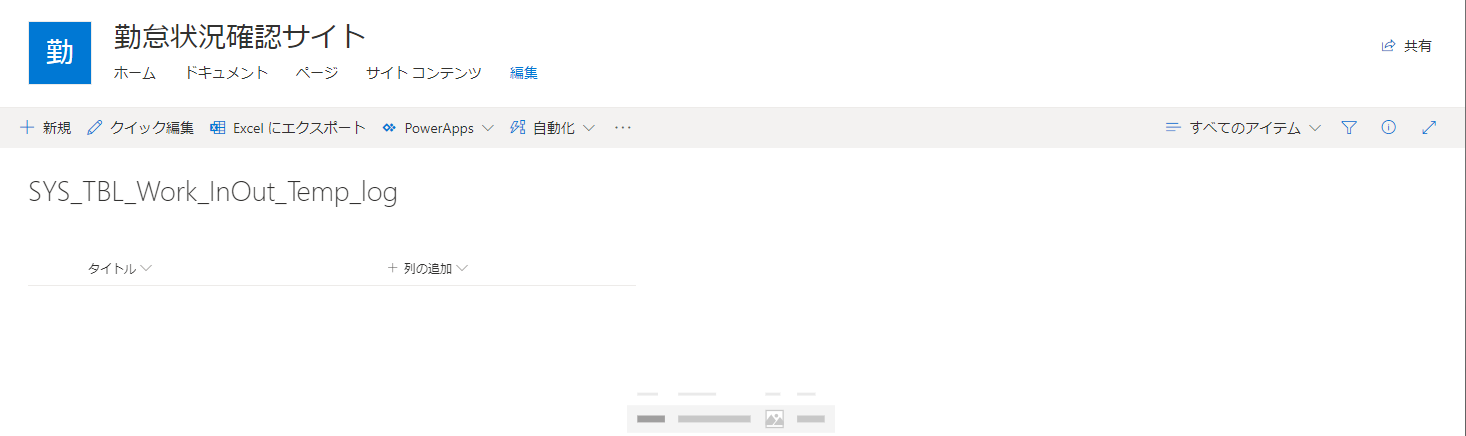 勤
勤怠状況確認サイト
ホーム ドキュメント ページ サイト コンテンツ 編集
共有
新規 クイック編集 Excel にエクスポート PowerApps 自動化 ···
すべてのアイテム
SYS_TBL_Work_InOut_Temp_log
タイトル + 列の追加